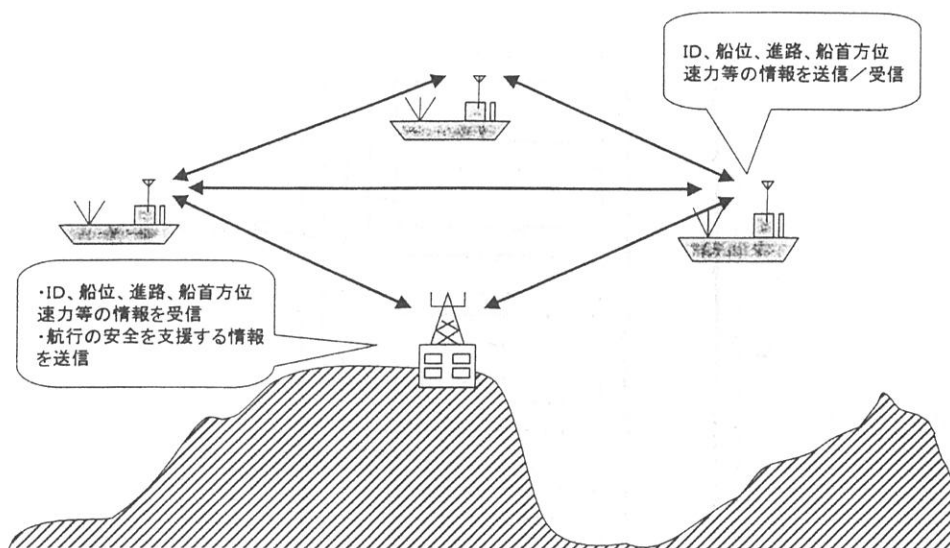 ID、船位、進路、船首方位
速力等の情報を送信／受信
・ID、船位、進路、船首方位
速力等の情報を受信
・航行の安全を支援する情報
を送信